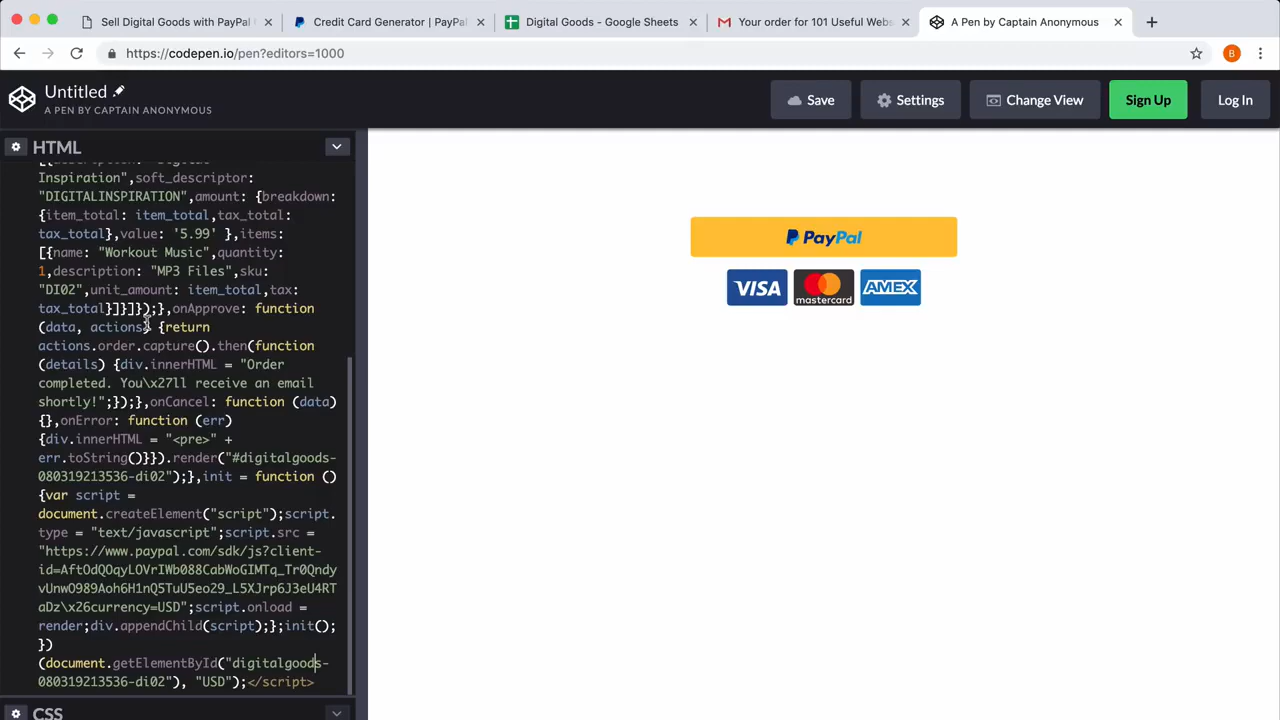 Sell Digital Goods with PayPal
Credit Card Generator | PayPal
Digital Goods - Google Sheets
Your order for 101 Useful Webs
A Pen by Captain Anonymous
https://codepen.io/pen?editors=1000
B
Untitled
A PEN BY CAPTAIN ANONYMOUS
Save
Settings
Change View
Sign Up
Log In
HTML
Inspiration",soft_descriptor:
"DIGITALINSPIRATION",amount: {breakdown:
{item_total: item_total,tax_total:
tax_total},value: '5.99' },items:
[{name: "Workout Music",quantity:
1,description: "MP3 Files",sku:
"DI02",unit_amount: item_total,tax:
tax_total}]}]});},onApprove: function
(data, actions) {return
actions.order.capture().then(function
(details) {div.innerHTML = "Order
completed. You\x27ll receive an email
shortly!";});},onCancel: function (data)
{},onError: function (err)
{div.innerHTML = "<pre>" +
err.toString()}}).render("#digitalgoods-
080319213536-di02");},init = function ()
{var script =
document.createElement("script");script.
type = "text/javascript";script.src =
"https://www.paypal.com/sdk/js?client-
id=AftOdQOqyLOVrIWb088CabWoGIMTq_Tr0Qndy
vUnwO989Aoh6H1nQ5TuU5eo29_L5XJrp6J3eU4RT
aDz\x26currency=USD";script.onload =
render;div.appendChild(script);};init();
})
(document.getElementById("digitalgoods-
080319213536-di02"), "USD");</script>
CSS
PayPal
VISA
mastercard
AMEX